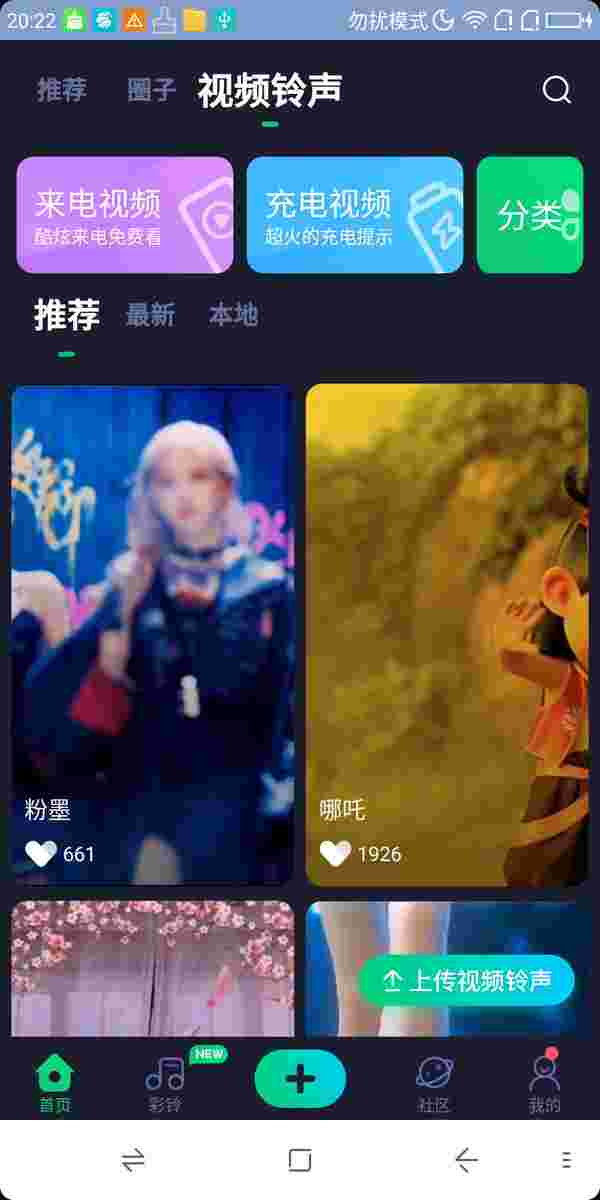 20:22 勿扰模式
推荐 圈子 视频铃声
来电视频 充电视频 分类
酷炫来电免费看 超火的充电提示
推荐 最新 本地
粉墨 哪吒
661 1926
上传视频铃声
NEW
首页 彩铃 社区 我的